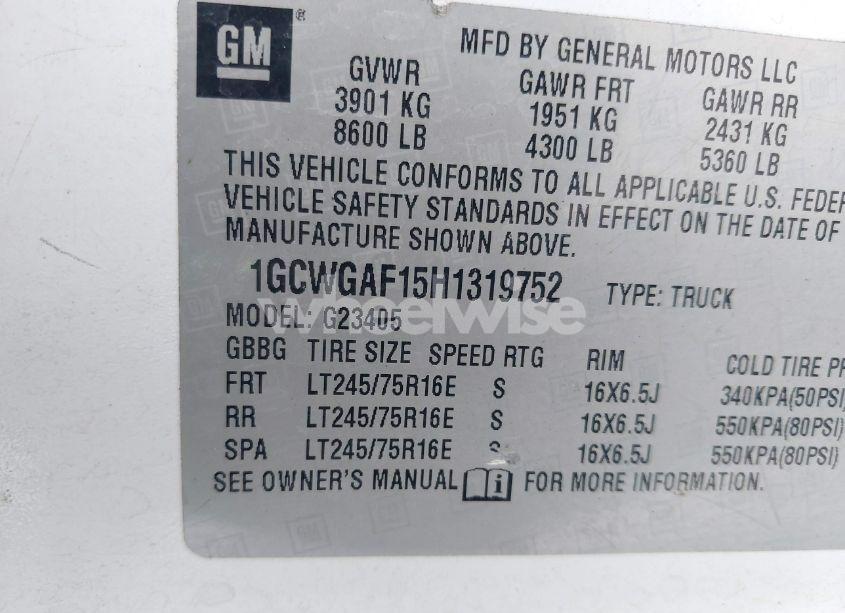 GM ®
MFD BY GENERAL MOTORS LLC
GVWR GAWR FRT GAWR RR
3901 KG 1951 KG 2431 KG
8600 LB 4300 LB 5360 LB
THIS VEHICLE CONFORMS TO ALL APPLICABLE U.S. FEDER
VEHICLE SAFETY STANDARDS IN EFFECT ON THE DATE OF
MANUFACTURE SHOWN ABOVE.
1GCWGAF15H1319752 TYPE: TRUCK
wheelwise
MODEL: G23405
GBBG TIRE SIZE SPEED RTG RIM COLD TIRE PR
FRT LT245/75R16E S 16X6.5J 340KPA(50PSI)
RR LT245/75R16E S 16X6.5J 550KPA(80PSI)
SPA LT245/75R16E 16X6.5J 550KPA(80PSI)
SEE OWNER'S MANUAL i FOR MORE INFORMATION.